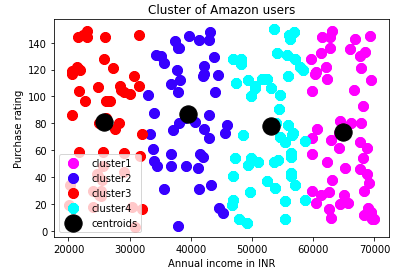 Cluster of Amazon users
Purchase rating
140
120
100
80
60
40
20
0
cluster1
cluster2
cluster3
cluster4
centroids
20000 30000 40000 50000 60000 70000
Annual income in INR